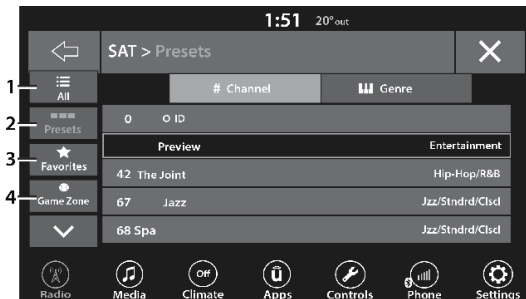 1:51 20° out
SAT > Presets
1 All
# Channel Genre
2 Presets
0 O ID
Preview Entertainment
3 Favorites
42 The Joint Hip-Hop/R&B
4 Game Zone
67 Jazz Jzz/Stndrd/Clscl
68 Spa Jzz/Stndrd/Clscl
Off ū
Radio Media Climate Apps Controls Phone Settings